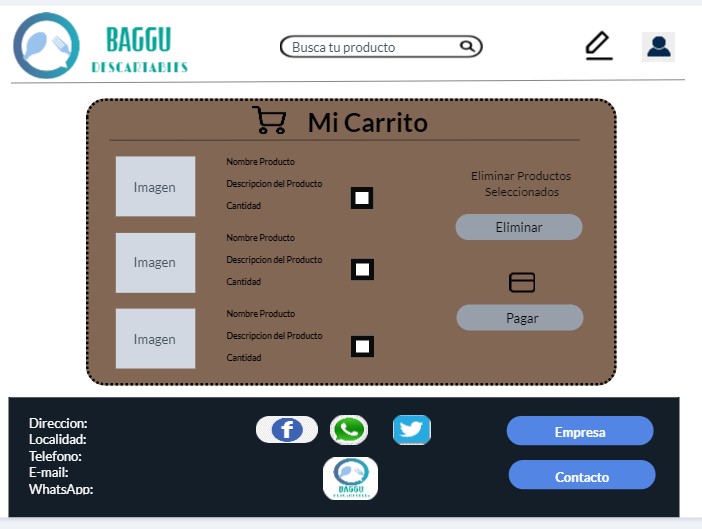 BAGGU
DESCARTABLES
Busca tu producto
Mi Carrito
Imagen
Nombre Producto
Descripcion del Producto
Cantidad
Imagen
Nombre Producto
Descripcion del Producto
Cantidad
Imagen
Nombre Producto
Descripcion del Producto
Cantidad
Eliminar Productos
Seleccionados
Eliminar
Pagar
Direccion:
Localidad:
Telefono:
E-mail:
WhatsApp:
f
BAGGU
Empresa
Contacto